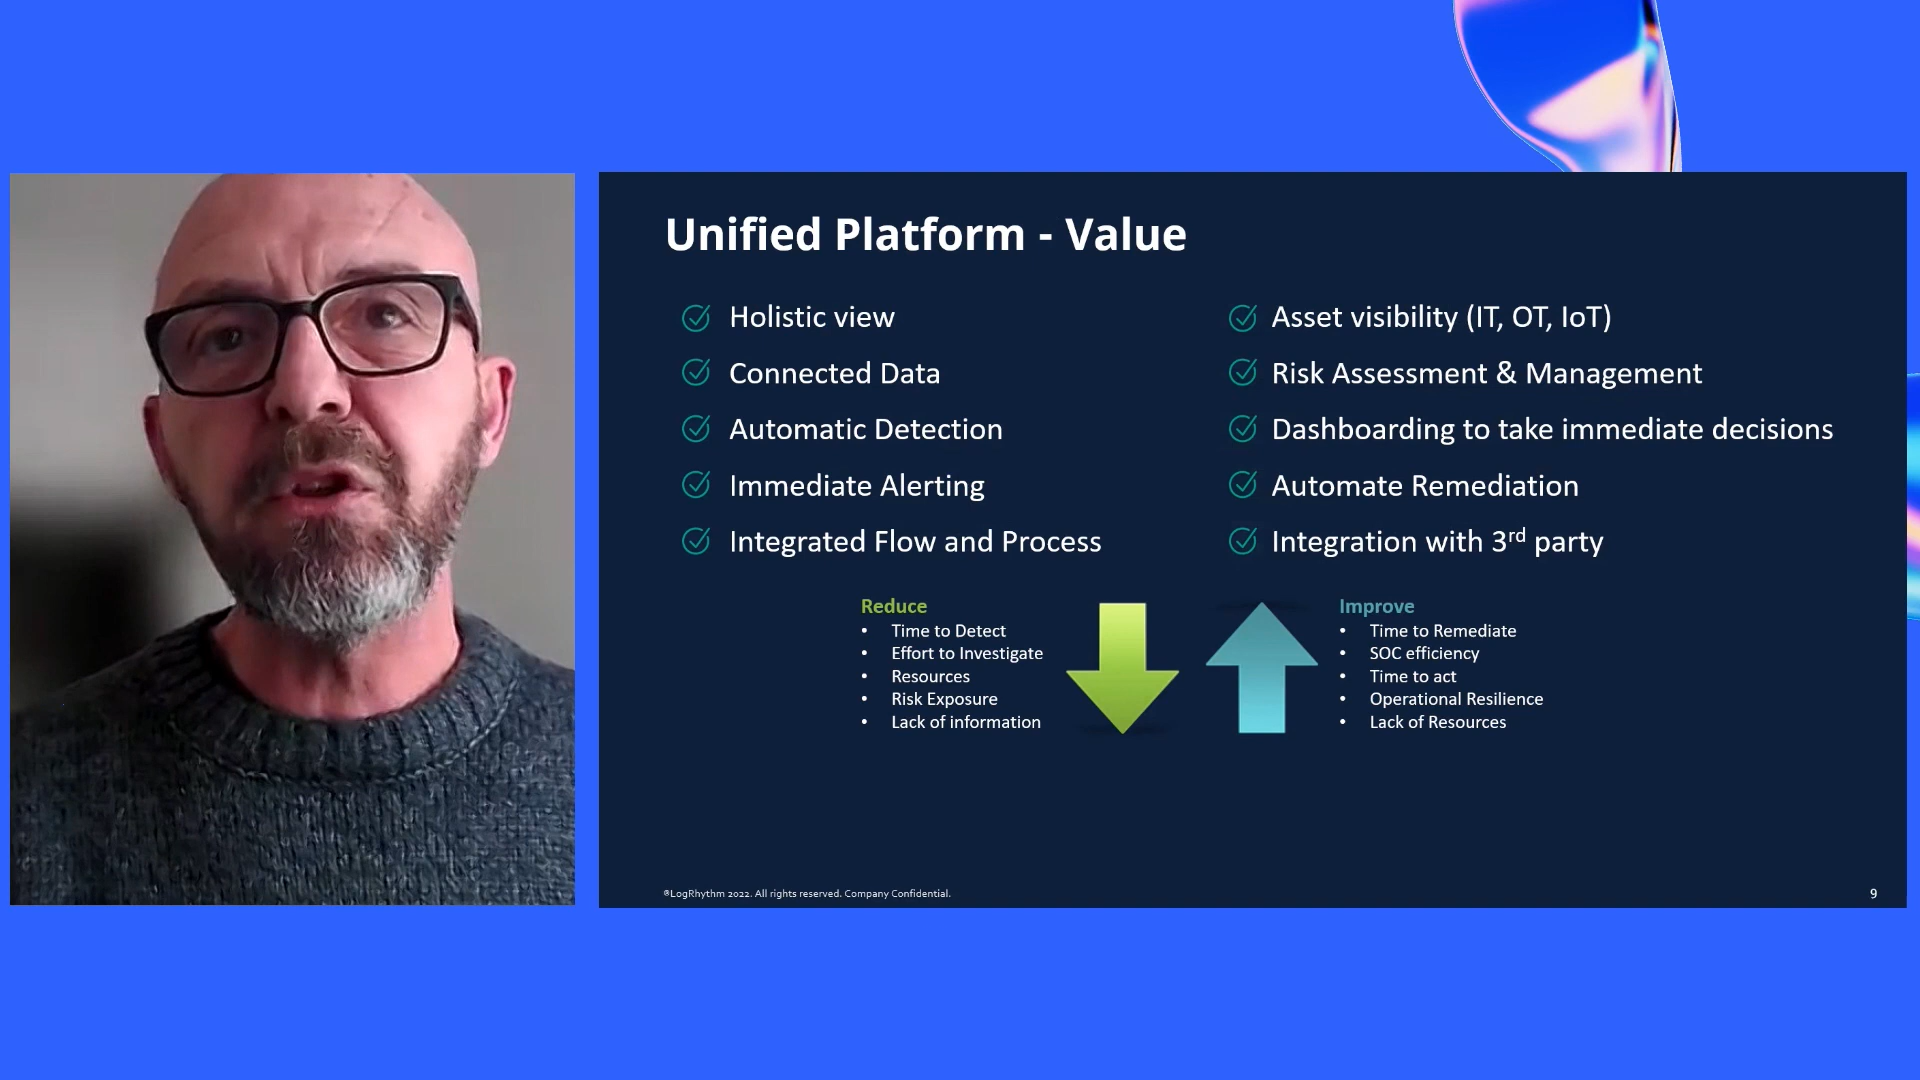 Unified Platform - Value
Holistic view
Connected Data
Automatic Detection
Immediate Alerting
Integrated Flow and Process
Asset visibility (IT, OT, IoT)
Risk Assessment & Management
Dashboarding to take immediate decisions
Automate Remediation
Integration with 3rd party
Reduce
• Time to Detect
• Effort to Investigate
• Resources
• Risk Exposure
• Lack of information
Improve
• Time to Remediate
• SOC efficiency
• Time to act
• Operational Resilience
• Lack of Resources
®LogRhythm 2022. All rights reserved. Company Confidential.
9